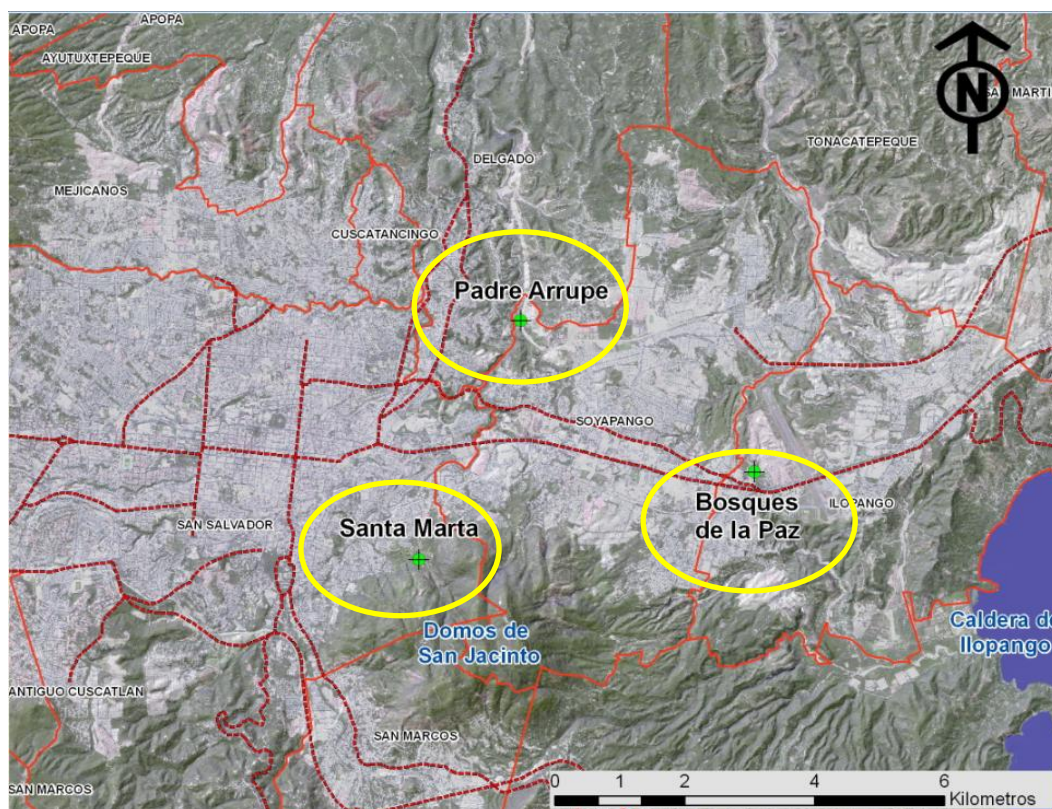 APOPA
APOPA
AYUTUXTEPEQUE
N
SAN MARTI
TONACATEPEQUE
DELGADO
MEJICANOS
CUSCATANCINGO
Padre Arrupe
SOYAPANGO
Bosques
de la Paz
ILOPANGO
SAN SALVADOR
Santa Marta
Domos de
San Jacinto
Caldera de
Ilopango
ANTIGUO CUSCATLAN
SAN MARCOS
SAN MARCOS
0 1 2 4 6
Kilometros